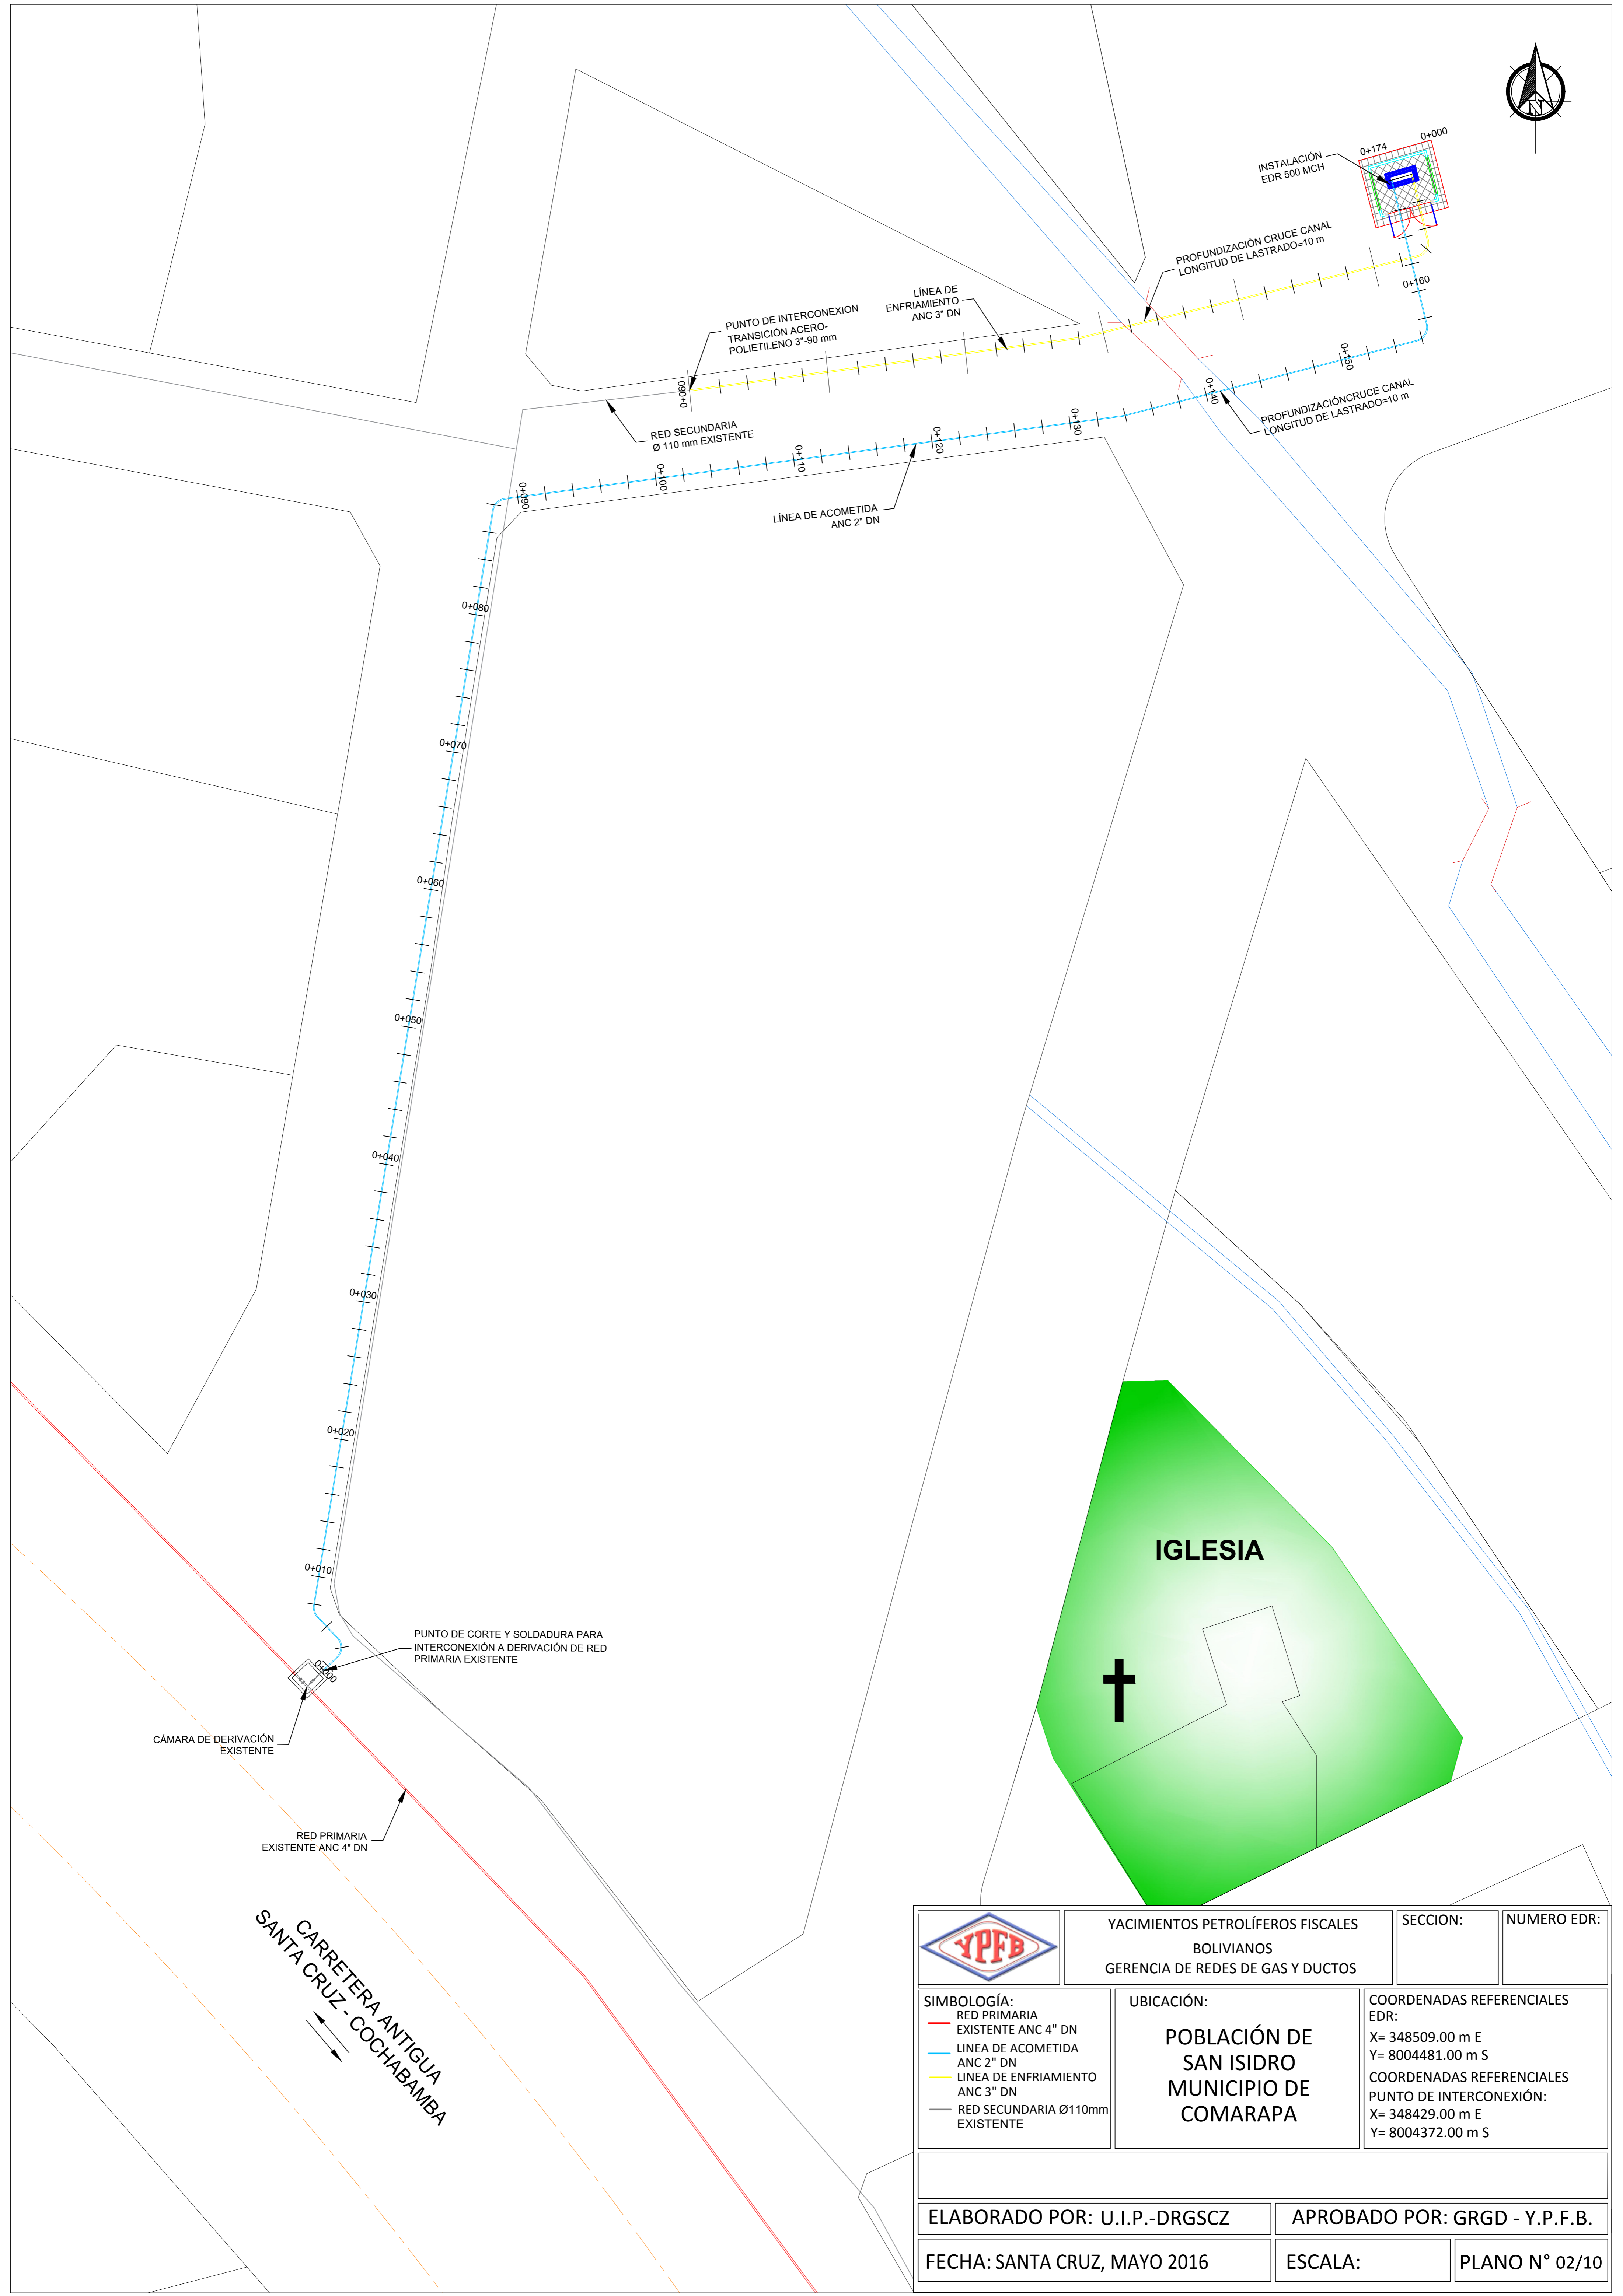 N
0+000
0+174
INSTALACIÓN
EDR 500 MCH
PROFUNDIZACIÓN CRUCE CANAL
LONGITUD DE LASTRADO=10 m
0+160
LÍNEA DE
ENFRIAMIENTO
ANC 3" DN
PUNTO DE INTERCONEXION
TRANSICIÓN ACERO-
POLIETILENO 3"-90 mm
0+060
0+150
0+140
PROFUNDIZACIÓNCRUCE CANAL
LONGITUD DE LASTRADO=10 m
RED SECUNDARIA
Ø 110 mm EXISTENTE
0+130
0+120
0+110
0+100
0+090
LÍNEA DE ACOMETIDA
ANC 2" DN
0+080
0+070
0+060
0+050
0+040
0+030
0+020
0+010
0+000
PUNTO DE CORTE Y SOLDADURA PARA
INTERCONEXIÓN A DERIVACIÓN DE RED
PRIMARIA EXISTENTE
CÁMARA DE DERIVACIÓN
EXISTENTE
RED PRIMARIA
EXISTENTE ANC 4" DN
CARRETERA ANTIGUA
SANTA CRUZ - COCHABAMBA
IGLESIA
YPFB
YACIMIENTOS PETROLÍFEROS FISCALES
BOLIVIANOS
GERENCIA DE REDES DE GAS Y DUCTOS
SECCION:
NUMERO EDR:
SIMBOLOGÍA:
RED PRIMARIA
EXISTENTE ANC 4" DN
LINEA DE ACOMETIDA
ANC 2" DN
LINEA DE ENFRIAMIENTO
ANC 3" DN
RED SECUNDARIA Ø110mm
EXISTENTE
UBICACIÓN:
POBLACIÓN DE
SAN ISIDRO
MUNICIPIO DE
COMARAPA
COORDENADAS REFERENCIALES
EDR:
X= 348509.00 m E
Y= 8004481.00 m S
COORDENADAS REFERENCIALES
PUNTO DE INTERCONEXIÓN:
X= 348429.00 m E
Y= 8004372.00 m S
ELABORADO POR: U.I.P.-DRGSCZ
APROBADO POR: GRGD - Y.P.F.B.
FECHA: SANTA CRUZ, MAYO 2016
ESCALA:
PLANO N° 02/10